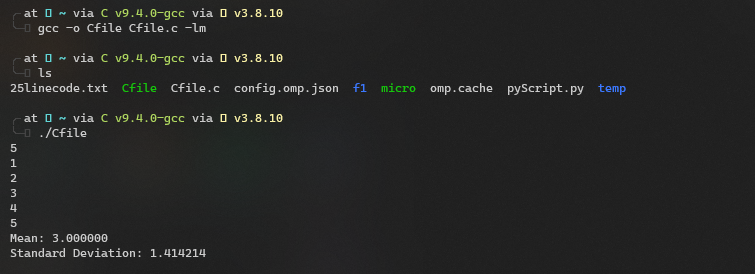 at ~ via C v9.4.0-gcc via v3.8.10
gcc -o Cfile Cfile.c -lm
at ~ via C v9.4.0-gcc via v3.8.10
ls
25linecode.txt Cfile Cfile.c config.omp.json f1 micro omp.cache pyScript.py temp
at ~ via C v9.4.0-gcc via v3.8.10
./Cfile
5
1
2
3
4
5
Mean: 3.000000
Standard Deviation: 1.414214